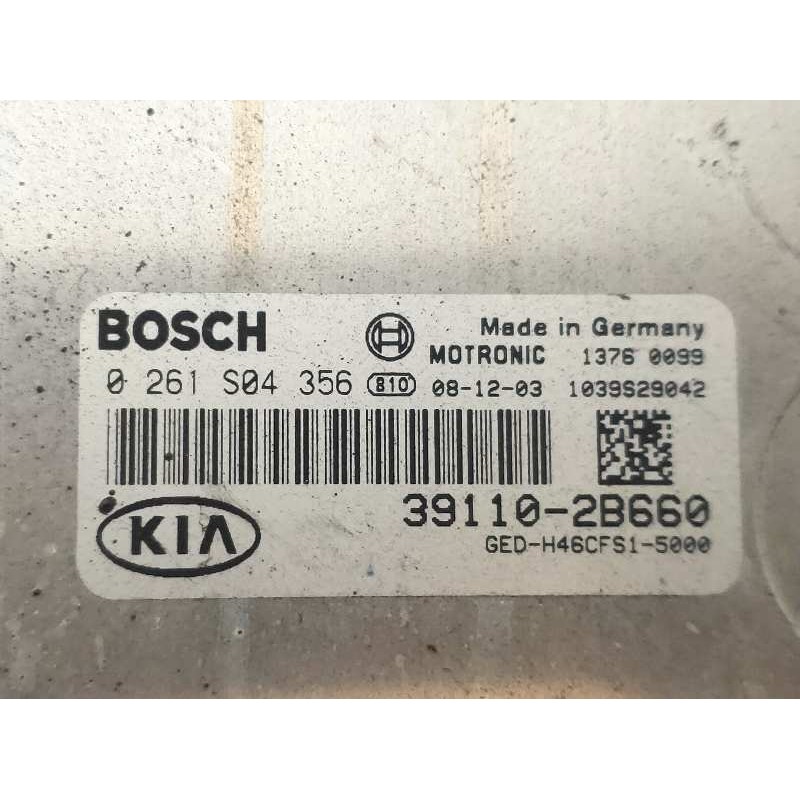 BOSCH
Made in Germany
MOTRONIC 1376 0099
0 261 S04 356 810 08-12-03 1039S29042
39110-2B660
KIA
GED-H46CFS1-5000